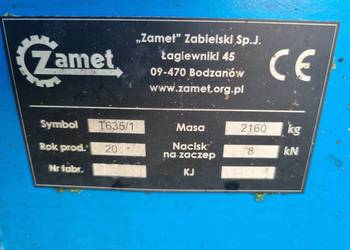 Zamet
„Zamet" Zabielski Sp.J.
Łagiewniki 45
09-470 Bodzanów
www.zamet.org.pl
CE
Symbol T635/1 Masa 2160 kg
Rok prod. 20 Nacisk na zaczep 8 kN
Nr fabr. KJ